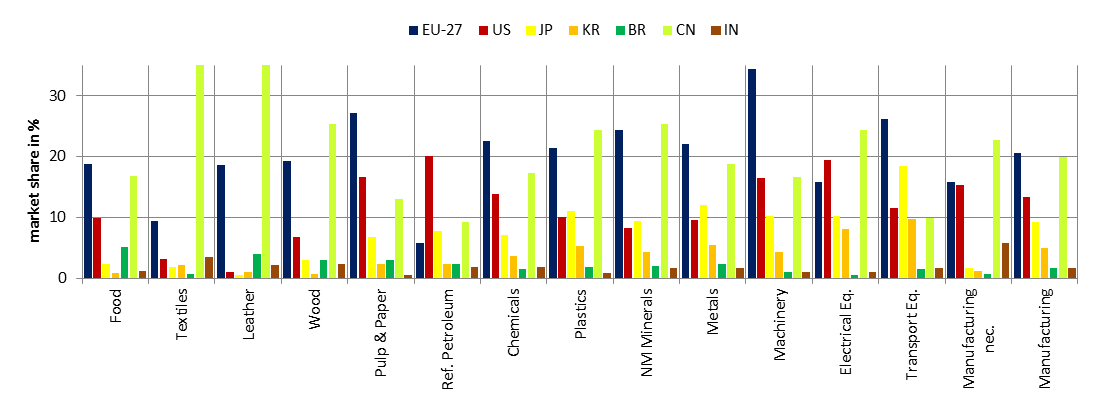 EU-27 US JP KR BR CN IN
market share in %
30
20
10
0
Food
Textiles
Leather
Wood
Pulp & Paper
Ref. Petroleum
Chemicals
Plastics
NM Minerals
Metals
Machinery
Electrical Eq.
Transport Eq.
Manufacturing
nec.
Manufacturing